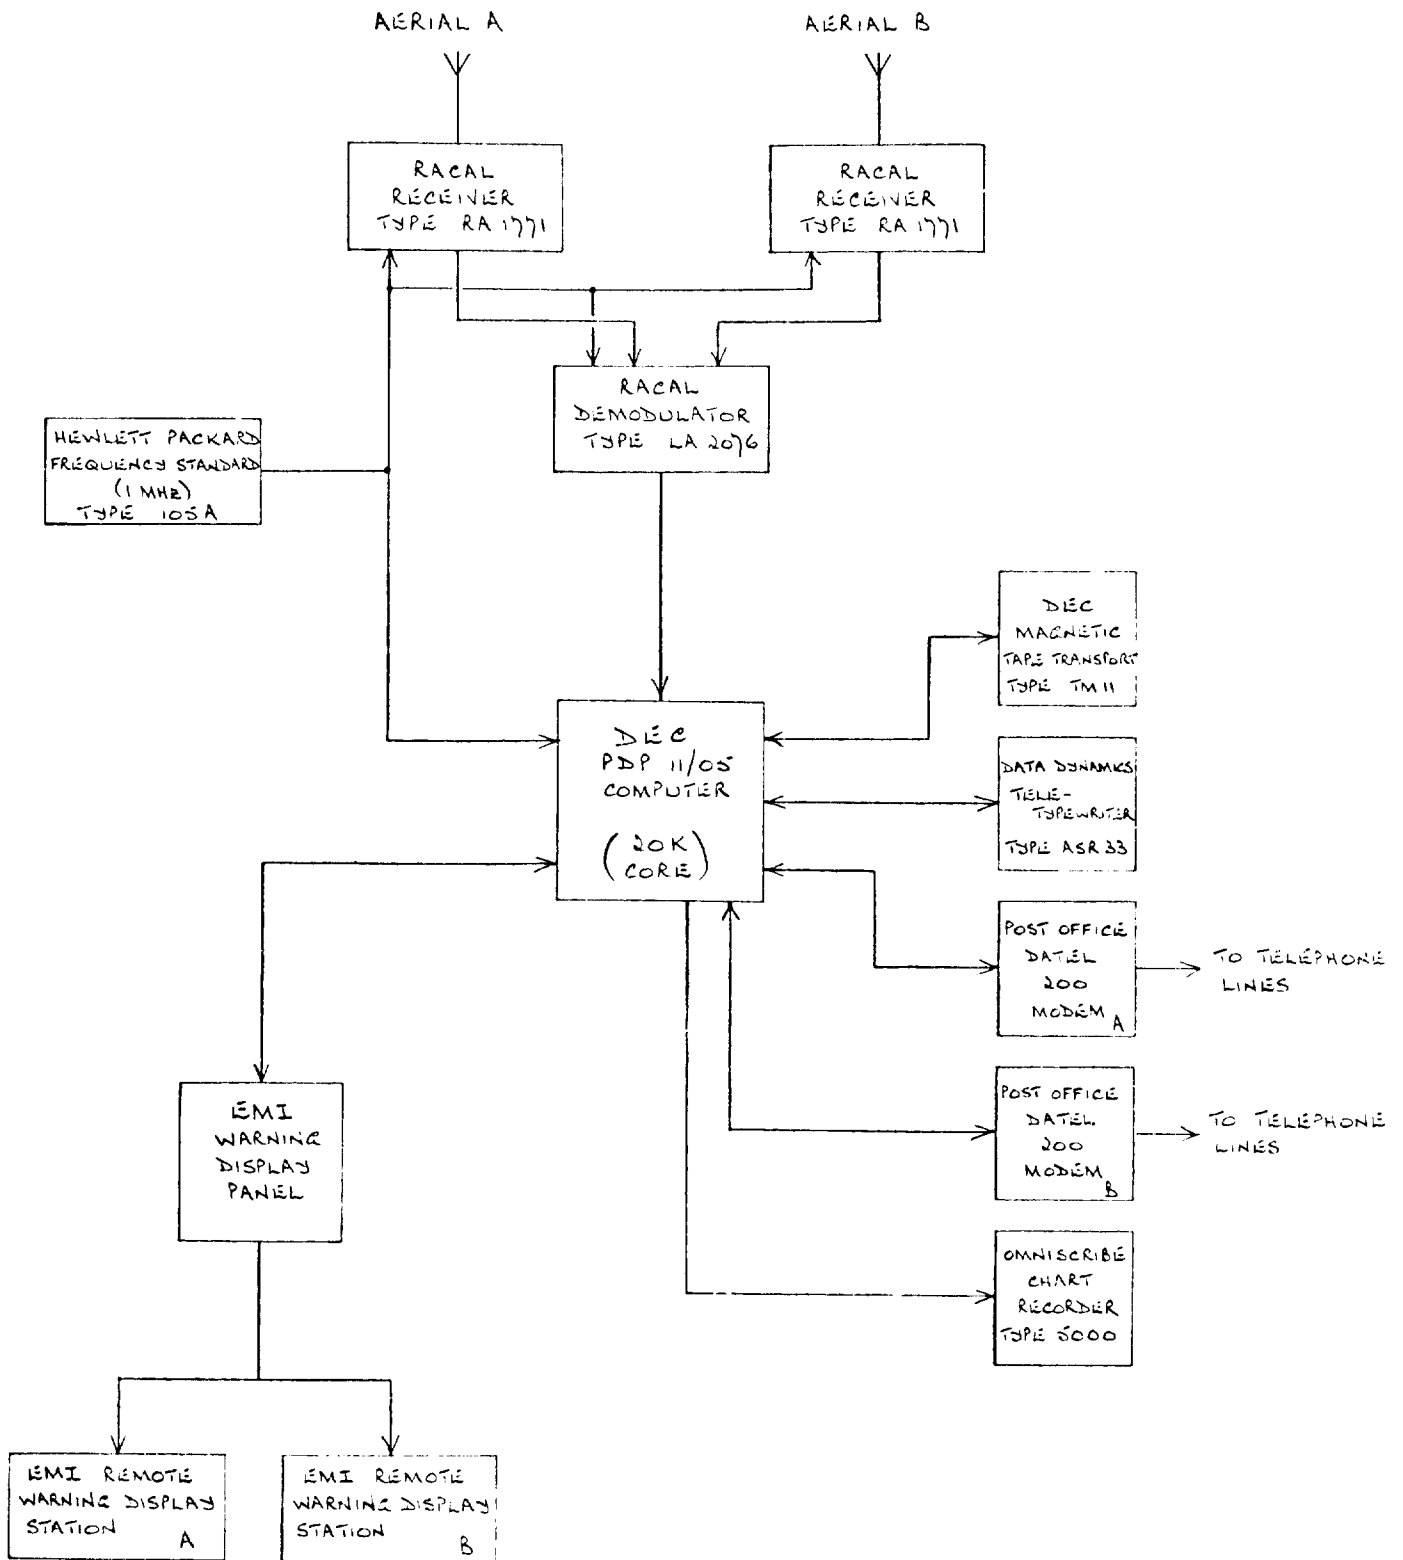 AERIAL A
AERIAL B
RACAL
RECEIVER
TYPE RA 1771
RACAL
RECEIVER
TYPE RA 1771
RACAL
DEMODULATOR
TYPE LA 2076
HEWLETT PACKARD
FREQUENCY STANDARD
(1 MHz)
TYPE 105A
DEC
MAGNETIC
TAPE TRANSPORT
TYPE TM11
DEC
PDP 11/05
COMPUTER
(20K
CORE)
DATA DYNAMICS
TELE-
TYPEWRITER
TYPE ASR 33
POST OFFICE
DATEL
200
MODEM A
TO TELEPHONE
LINES
POST OFFICE
DATEL
200
MODEM B
TO TELEPHONE
LINES
EMI
WARNING
DISPLAY
PANEL
OMNISCRIBE
CHART
RECORDER
TYPE 5000
EMI REMOTE
WARNING DISPLAY
STATION A
EMI REMOTE
WARNING DISPLAY
STATION B